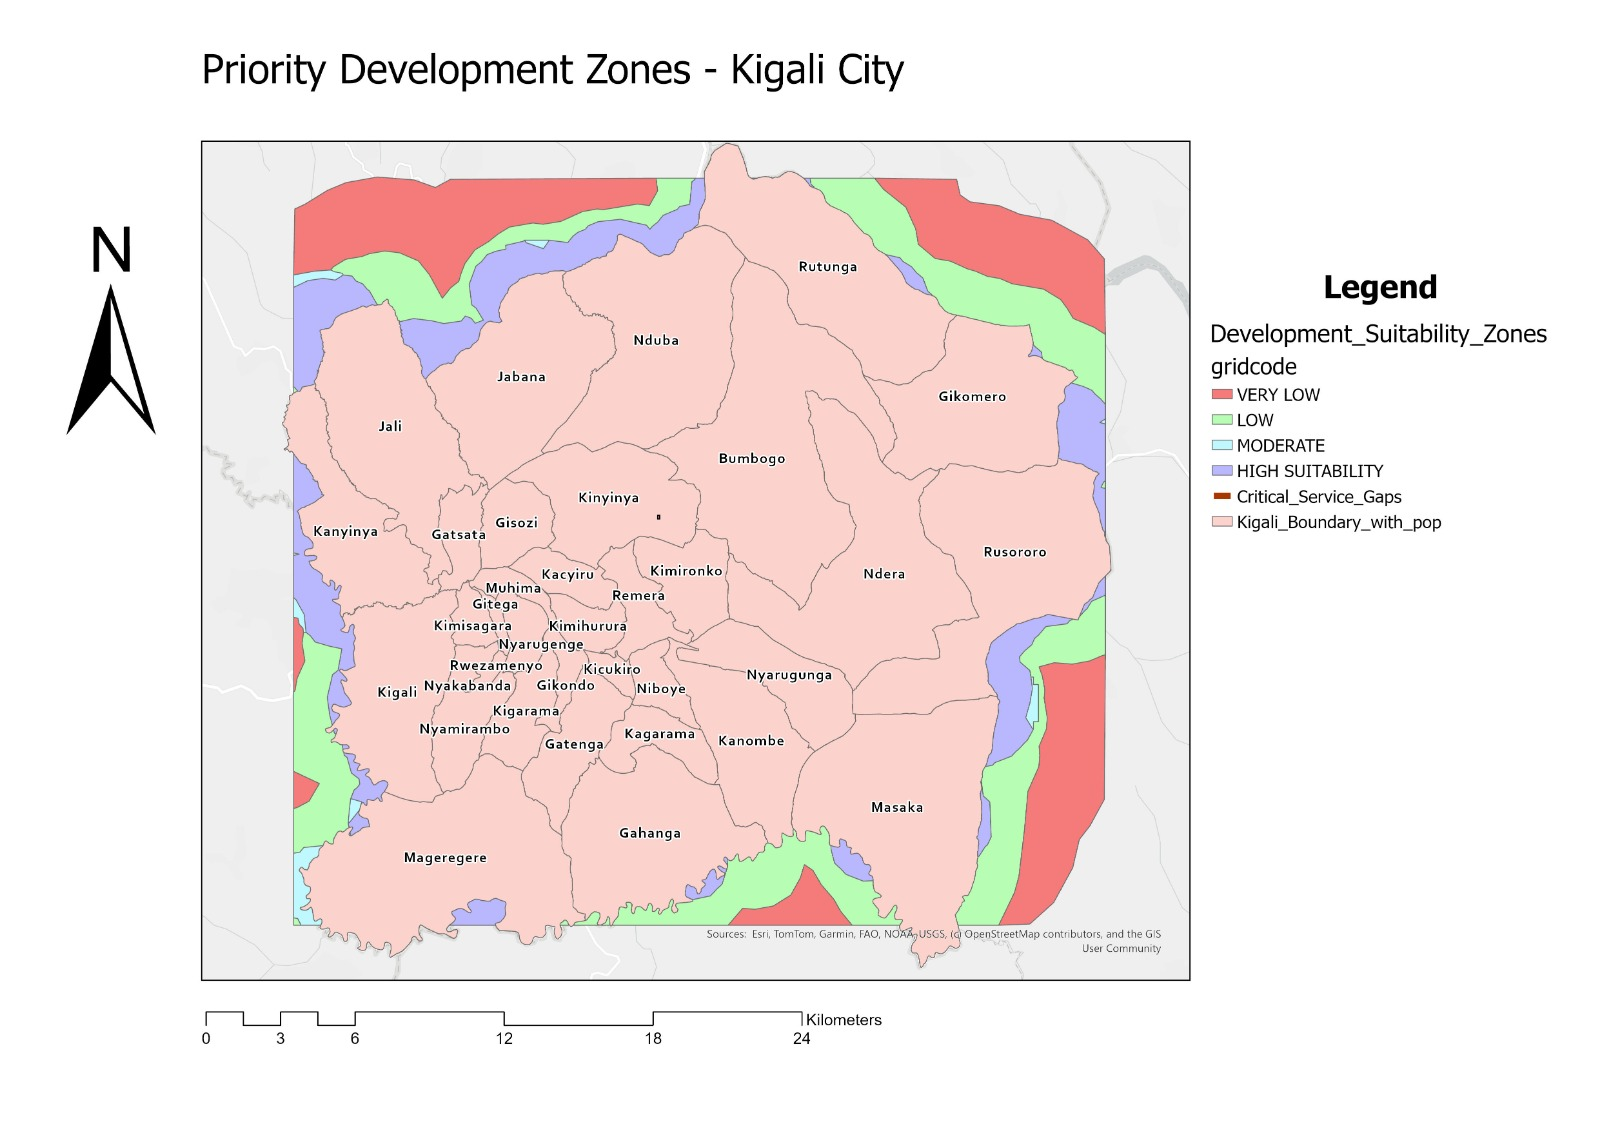 Priority Development Zones - Kigali City
N
Rutunga
Nduba
Jabana
Gikomero
Jali
Bumbogo
Kinyinya
Gisozi
Kanyinya
Gatsata
Rusororo
Kimironko
Kacyiru
Ndera
Muhima
Remera
Gitega
Kimisagara
Kimihurura
Nyarugenge
Rwezamenyo
Kicukiro
Nyarugunga
Kigali
Nyakabanda
Gikondo
Niboye
Kigarama
Nyamirambo
Kagarama
Gatenga
Kanombe
Masaka
Gahanga
Mageregere
Sources: Esri, TomTom, Garmin, FAO, NOAA, USGS, (c) OpenStreetMap contributors, and the GIS
User Community
Kilometers
0 3 6 12 18 24
Legend
Development_Suitability_Zones
gridcode
VERY LOW
LOW
MODERATE
HIGH SUITABILITY
Critical_Service_Gaps
Kigali_Boundary_with_pop